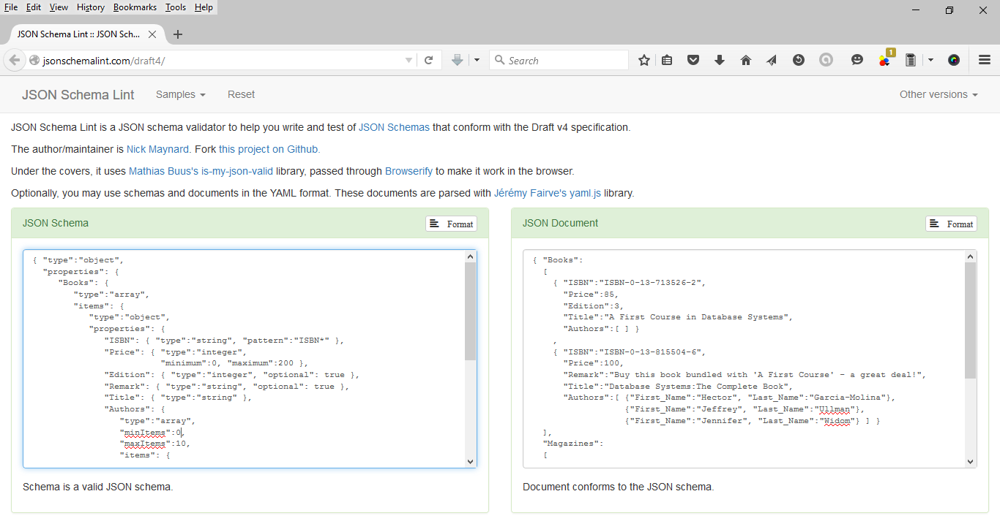 File Edit View History Bookmarks Tools Help
JSON Schema Lint :: JSON Sch...
jsonschemalint.com/draft4/
Search
1
JSON Schema Lint Samples Reset Other versions
JSON Schema Lint is a JSON schema validator to help you write and test of JSON Schemas that conform with the Draft v4 specification.
The author/maintainer is Nick Maynard. Fork this project on Github.
Under the covers, it uses Mathias Buus's is-my-json-valid library, passed through Browserify to make it work in the browser.
Optionally, you may use schemas and documents in the YAML format. These documents are parsed with Jérémy Fairve's yaml.js library.
JSON Schema Format
{ "type":"object",
"properties": {
"Books": {
"type":"array",
"items": {
"type":"object",
"properties": {
"ISBN": { "type":"string", "pattern":"ISBN*" },
"Price": { "type":"integer",
"minimum":0, "maximum":200 },
"Edition": { "type":"integer", "optional": true },
"Remark": { "type":"string", "optional": true },
"Title": { "type":"string" },
"Authors": {
"type":"array",
"minItems":0,
"maxItems":10,
"items": {
Schema is a valid JSON schema.
JSON Document Format
{ "Books":
[
{ "ISBN":"ISBN-0-13-713526-2",
"Price":85,
"Edition":3,
"Title":"A First Course in Database Systems",
"Authors":[ ] }
,
{ "ISBN":"ISBN-0-13-815504-6",
"Price":100,
"Remark":"Buy this book bundled with 'A First Course' - a great deal!",
"Title":"Database Systems:The Complete Book",
"Authors":[ {"First_Name":"Hector", "Last_Name":"Garcia-Molina"},
{"First_Name":"Jeffrey", "Last_Name":"Ullman"},
{"First_Name":"Jennifer", "Last_Name":"Widom"} ] }
],
"Magazines":
[
Document conforms to the JSON schema.